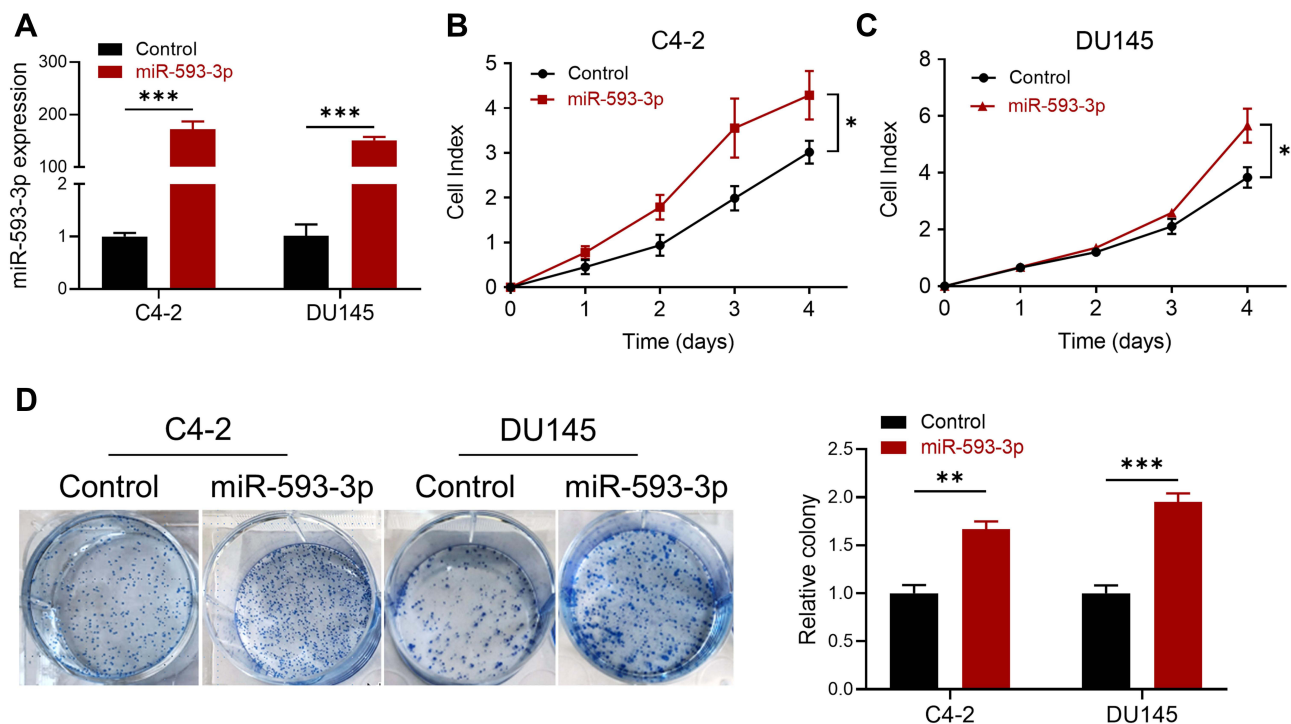 A
Control
miR-593-3p
miR-593-3p expression
300
200
100
2
1
0
***
***
C4-2
DU145
B
C4-2
Control
miR-593-3p
Cell Index
5
4
3
2
1
0
*
0 1 2 3 4
Time (days)
C
DU145
Control
miR-593-3p
Cell Index
8
6
4
2
0
*
0 1 2 3 4
Time (days)
D
C4-2 DU145
Control miR-593-3p Control miR-593-3p
Control
miR-593-3p
Relative colony
2.5
2.0
1.5
1.0
0.5
0.0
**
***
C4-2
DU145